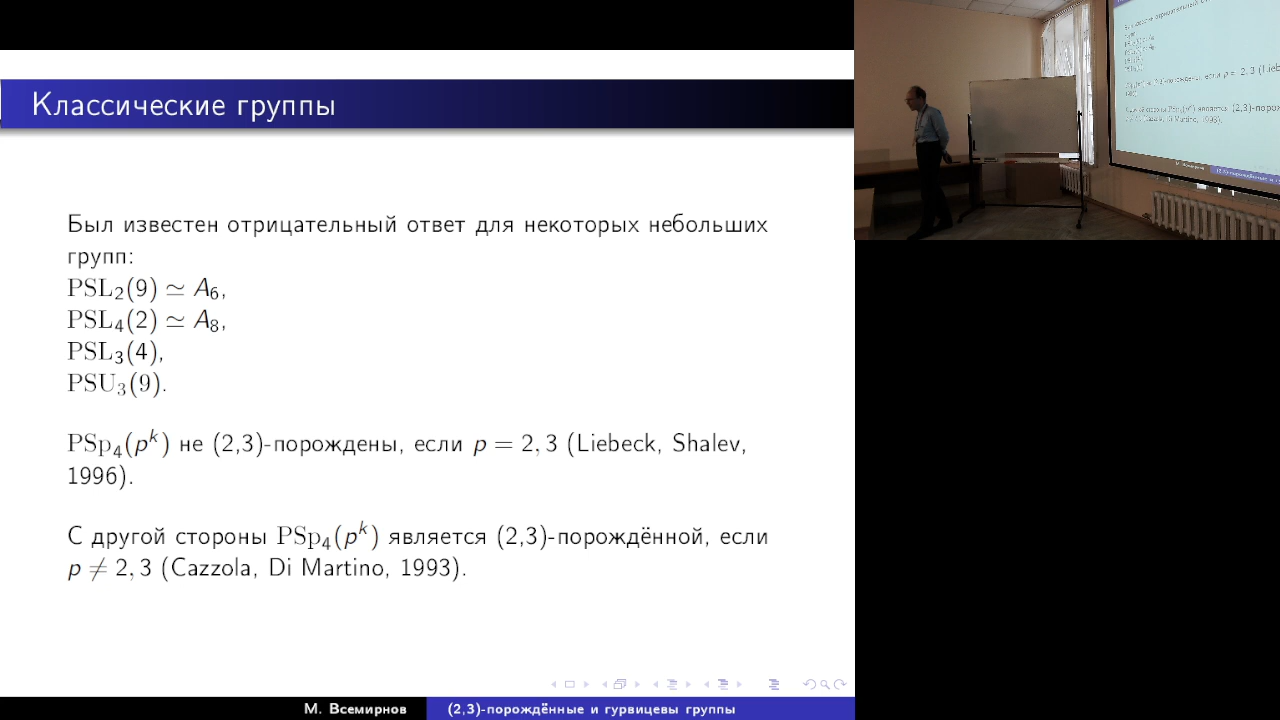 Классические группы
Был известен отрицательный ответ для некоторых небольших
групп:
PSL₂(9) ≃ A₆,
PSL₄(2) ≃ A₈,
PSL₃(4),
PSU₃(9).
PSp₄(pᵏ) не (2,3)-порождены, если p = 2, 3 (Liebeck, Shalev,
1996).
С другой стороны PSp₄(pᵏ) является (2,3)-порождённой, если
p ≠ 2, 3 (Cazzola, Di Martino, 1993).
М. Всемирнов
(2,3)-порождённые и гурвицевы группы